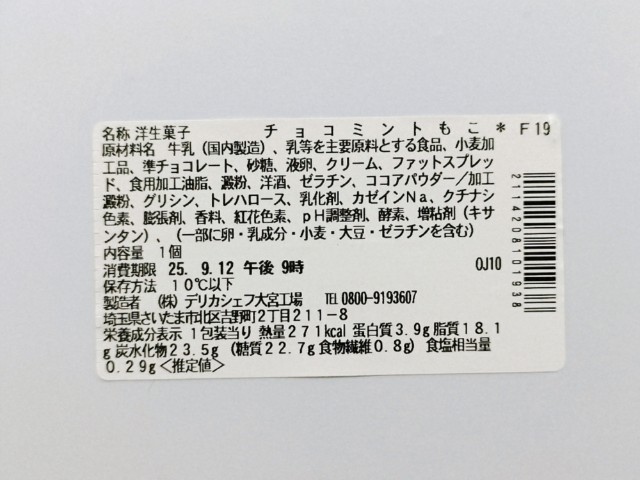 名称 洋生菓子 チョコミントもこ＊ F19
原材料名 牛乳（国内製造）、乳等を主要原料とする食品、小麦加
工品、準チョコレート、砂糖、液卵、クリーム、ファットスプレッ
ド、食用加工油脂、澱粉、洋酒、ゼラチン、ココアパウダー／加工
澱粉、グリシン、トレハロース、乳化剤、カゼインNa、クチナシ
色素、膨張剤、香料、紅花色素、pH調整剤、酵素、増粘剤（キサ
ンタン）、（一部に卵・乳成分・小麦・大豆・ゼラチンを含む）
内容量 1個
消費期限 25. 9.12 午後 9時 0J10
保存方法 10℃以下
製造者 （株）デリカシェフ大宮工場 TEL 0800-9193607
埼玉県さいたま市北区吉野町2丁目211-8
栄養成分表示 1包装当り 熱量271kcal 蛋白質3.9g 脂質18.1
g 炭水化物23.5g（糖質22.7g 食物繊維0.8g）食塩相当量
0.29g＜推定値＞
2114208101938